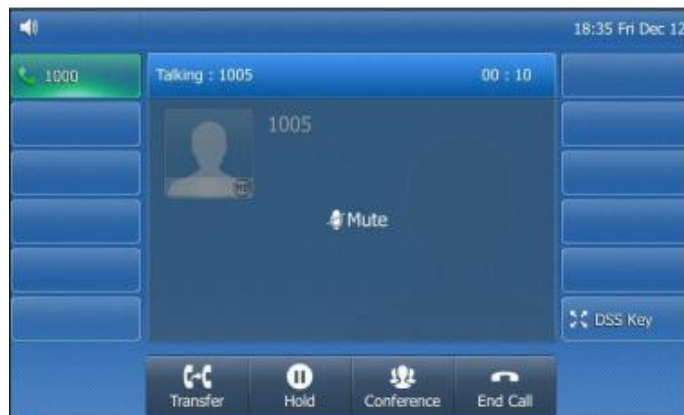 18:35 Fri Dec 12
1000
Talking : 1005
00 : 10
1005
HD
Mute
DSS Key
Transfer
Hold
Conference
End Call